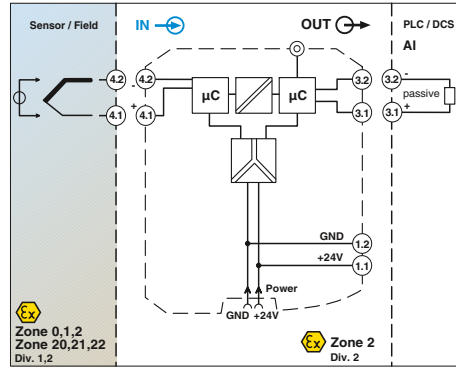 Sensor / Field
IN
OUT
PLC / DCS
AI
4.2
4.2
3.2
3.2
-
-
-
µC
µC
passive
4.1
+
4.1
3.1
3.1
+
GND
1.2
+24V
1.1
Power
GND +24V
Ex
Zone 0,1,2
Zone 20,21,22
Div. 1,2
Ex
Zone 2
Div. 2